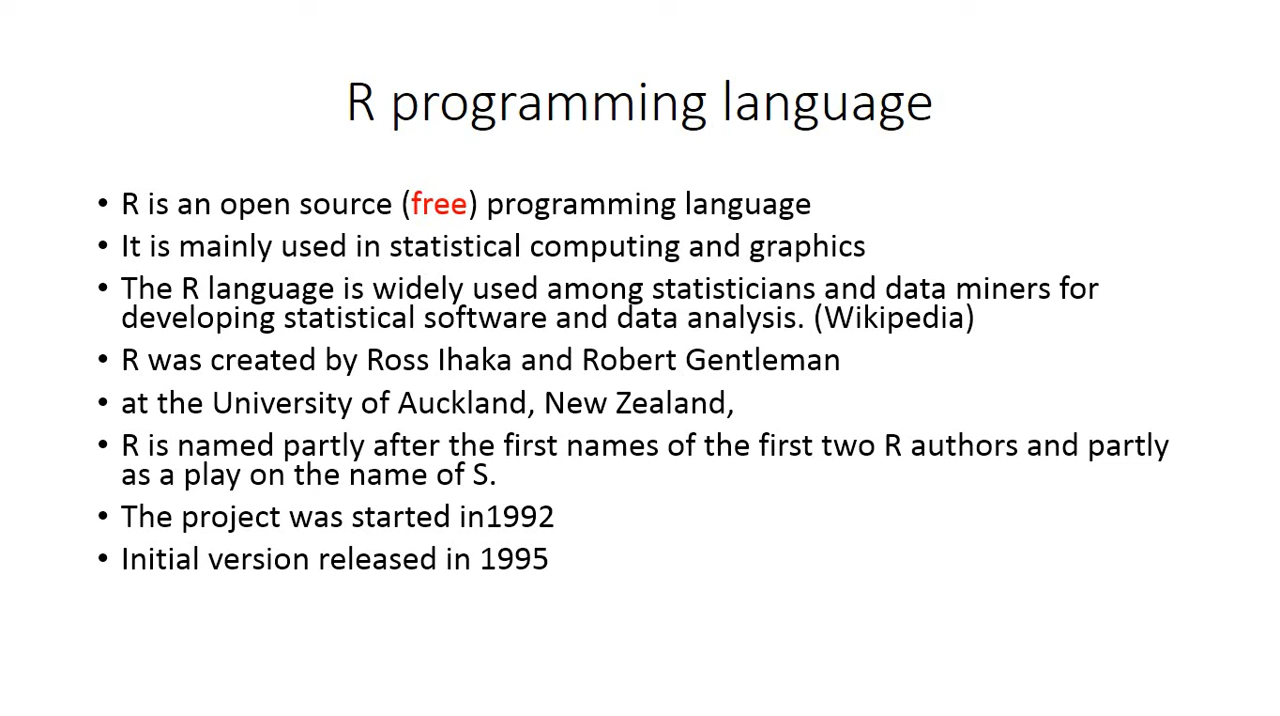 R programming language
• R is an open source (free) programming language
• It is mainly used in statistical computing and graphics
• The R language is widely used among statisticians and data miners for
developing statistical software and data analysis. (Wikipedia)
• R was created by Ross Ihaka and Robert Gentleman
• at the University of Auckland, New Zealand,
• R is named partly after the first names of the first two R authors and partly
as a play on the name of S.
• The project was started in1992
• Initial version released in 1995